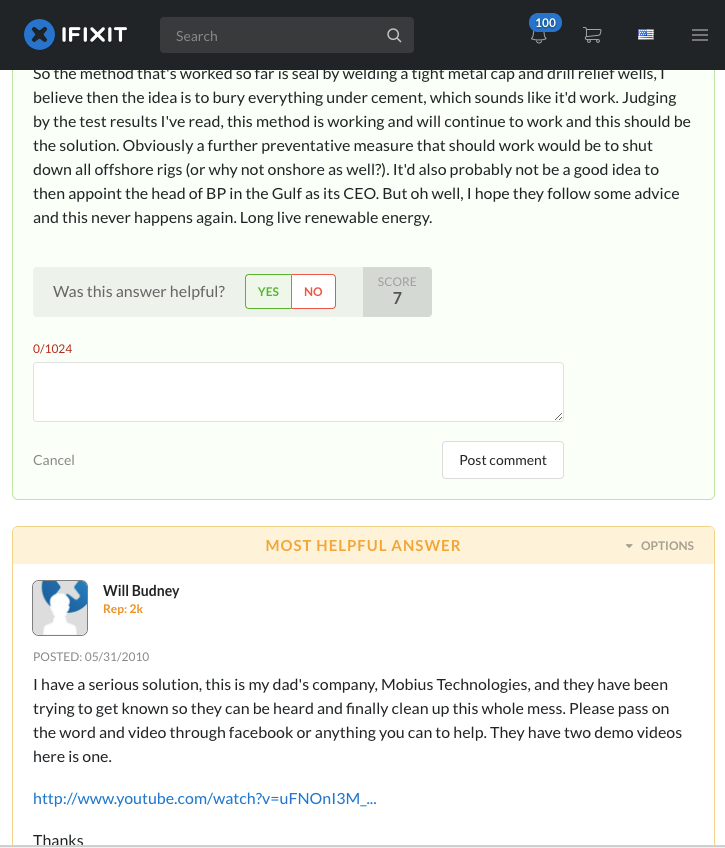 IFIXIT
Search
100
So the method that's worked so far is seal by welding a tight metal cap and drill relief wells, I
believe then the idea is to bury everything under cement, which sounds like it'd work. Judging
by the test results I've read, this method is working and will continue to work and this should be
the solution. Obviously a further preventative measure that should work would be to shut
down all offshore rigs (or why not onshore as well?). It'd also probably not be a good idea to
then appoint the head of BP in the Gulf as its CEO. But oh well, I hope they follow some advice
and this never happens again. Long live renewable energy.
Was this answer helpful?
YES
NO
SCORE
7
0/1024
Cancel
Post comment
MOST HELPFUL ANSWER
OPTIONS
Will Budney
Rep: 2k
POSTED: 05/31/2010
I have a serious solution, this is my dad's company, Mobius Technologies, and they have been
trying to get known so they can be heard and finally clean up this whole mess. Please pass on
the word and video through facebook or anything you can to help. They have two demo videos
here is one.
http://www.youtube.com/watch?v=uFNOnI3M_...
Thanks